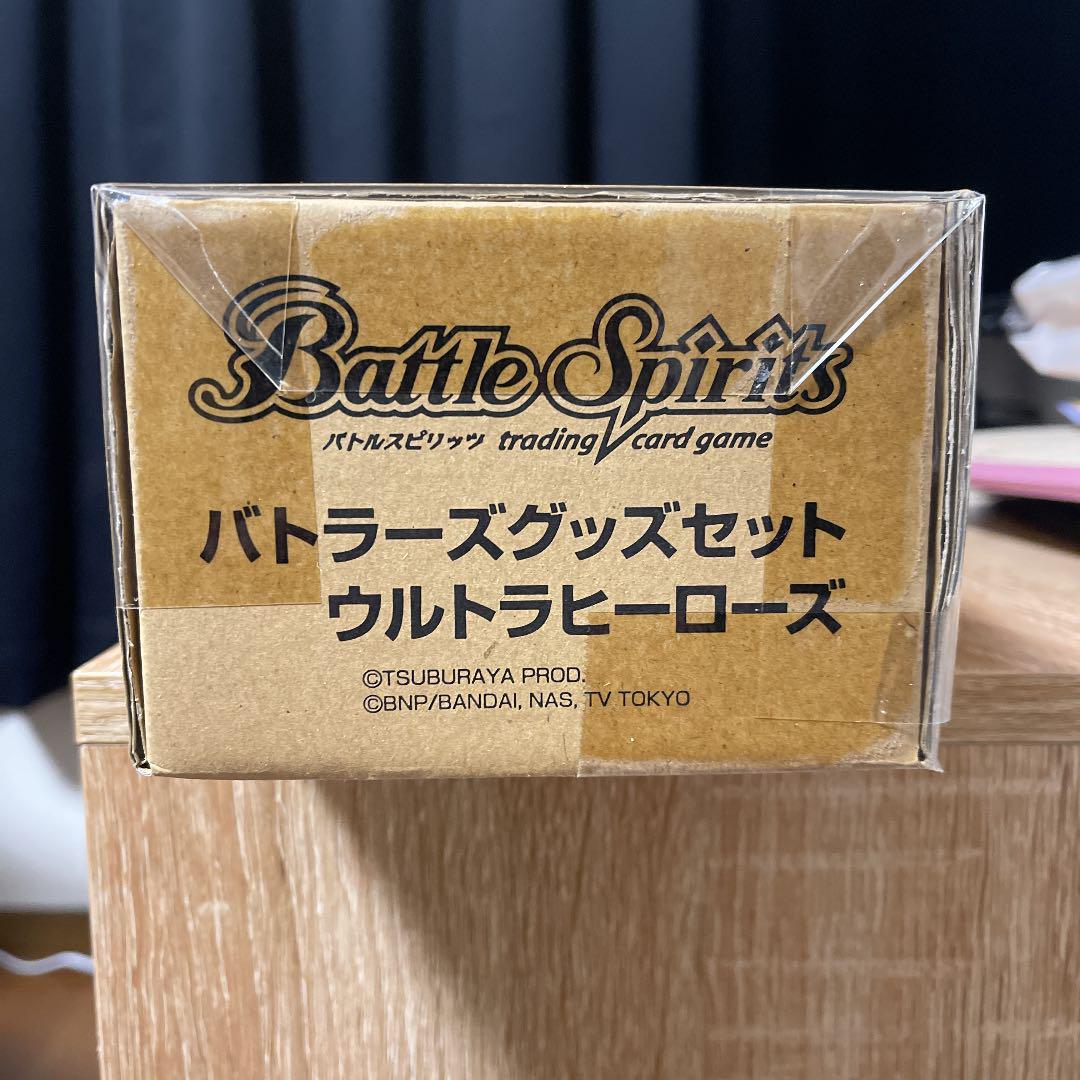 Battle Spirits
バトルスピリッツ trading card game
バトラーズグッズセット
ウルトラヒーローズ
©TSUBURAYA PROD.
©BNP/BANDAI, NAS, TV TOKYO